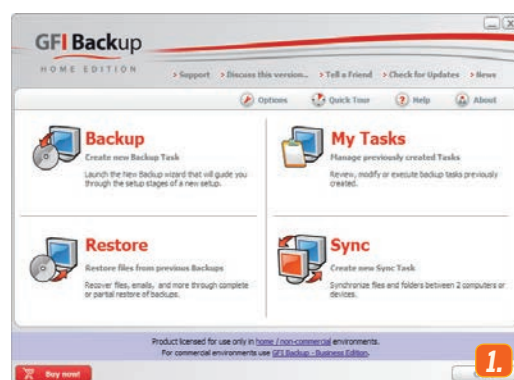 GFI Backup
HOME EDITION
Support Discuss this version... Tell a Friend Check for Updates News
Options Quick Tour Help About
Backup
Create new Backup Task
Launch the New Backup wizard that will guide you
through the setup stages of a new setup.
My Tasks
Manage previously created Tasks
Review, modify or execute backup tasks previously
created.
Restore
Restore files from previous Backups
Recover files, emails, and more through complete
or partial restore of backups.
Sync
Create new Sync Task
Synchronize files and folders between 2 computers or
devices.
Product licensed for use only in home / non-commercial environments.
For commercial environments use GFI Backup - Business Edition.
Buy now!
1.